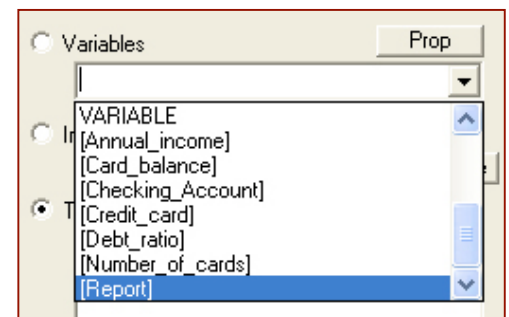 Variables
Prop
VARIABLE
[Annual_income]
[Card_balance]
[Checking_Account]
[Credit_card]
[Debt_ratio]
[Number_of_cards]
[Report]